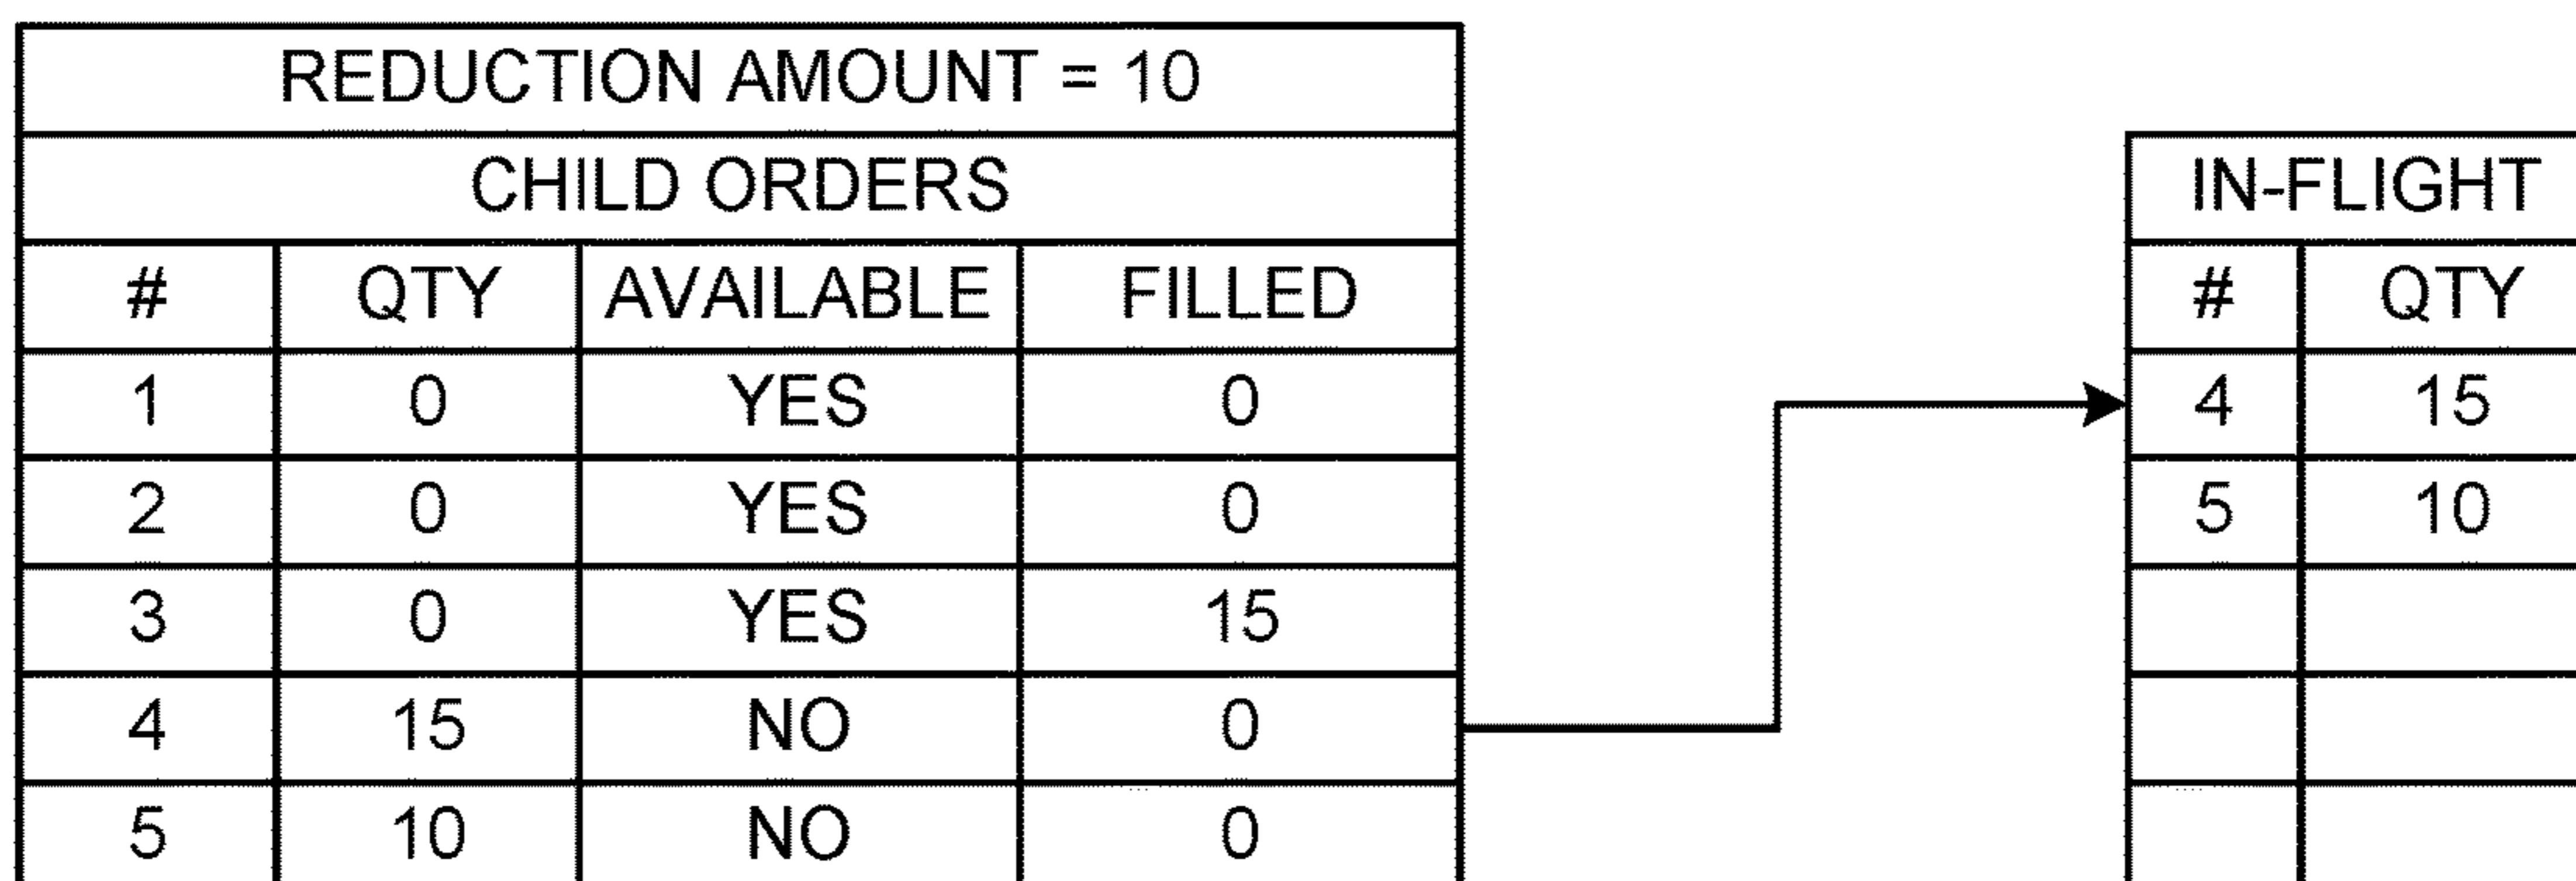 REDUCTION AMOUNT = 10
CHILD ORDERS
# QTY AVAILABLE FILLED
1 0 YES 0
2 0 YES 0
3 0 YES 15
4 15 NO 0
5 10 NO 0
IN-FLIGHT
# QTY
4 15
5 10